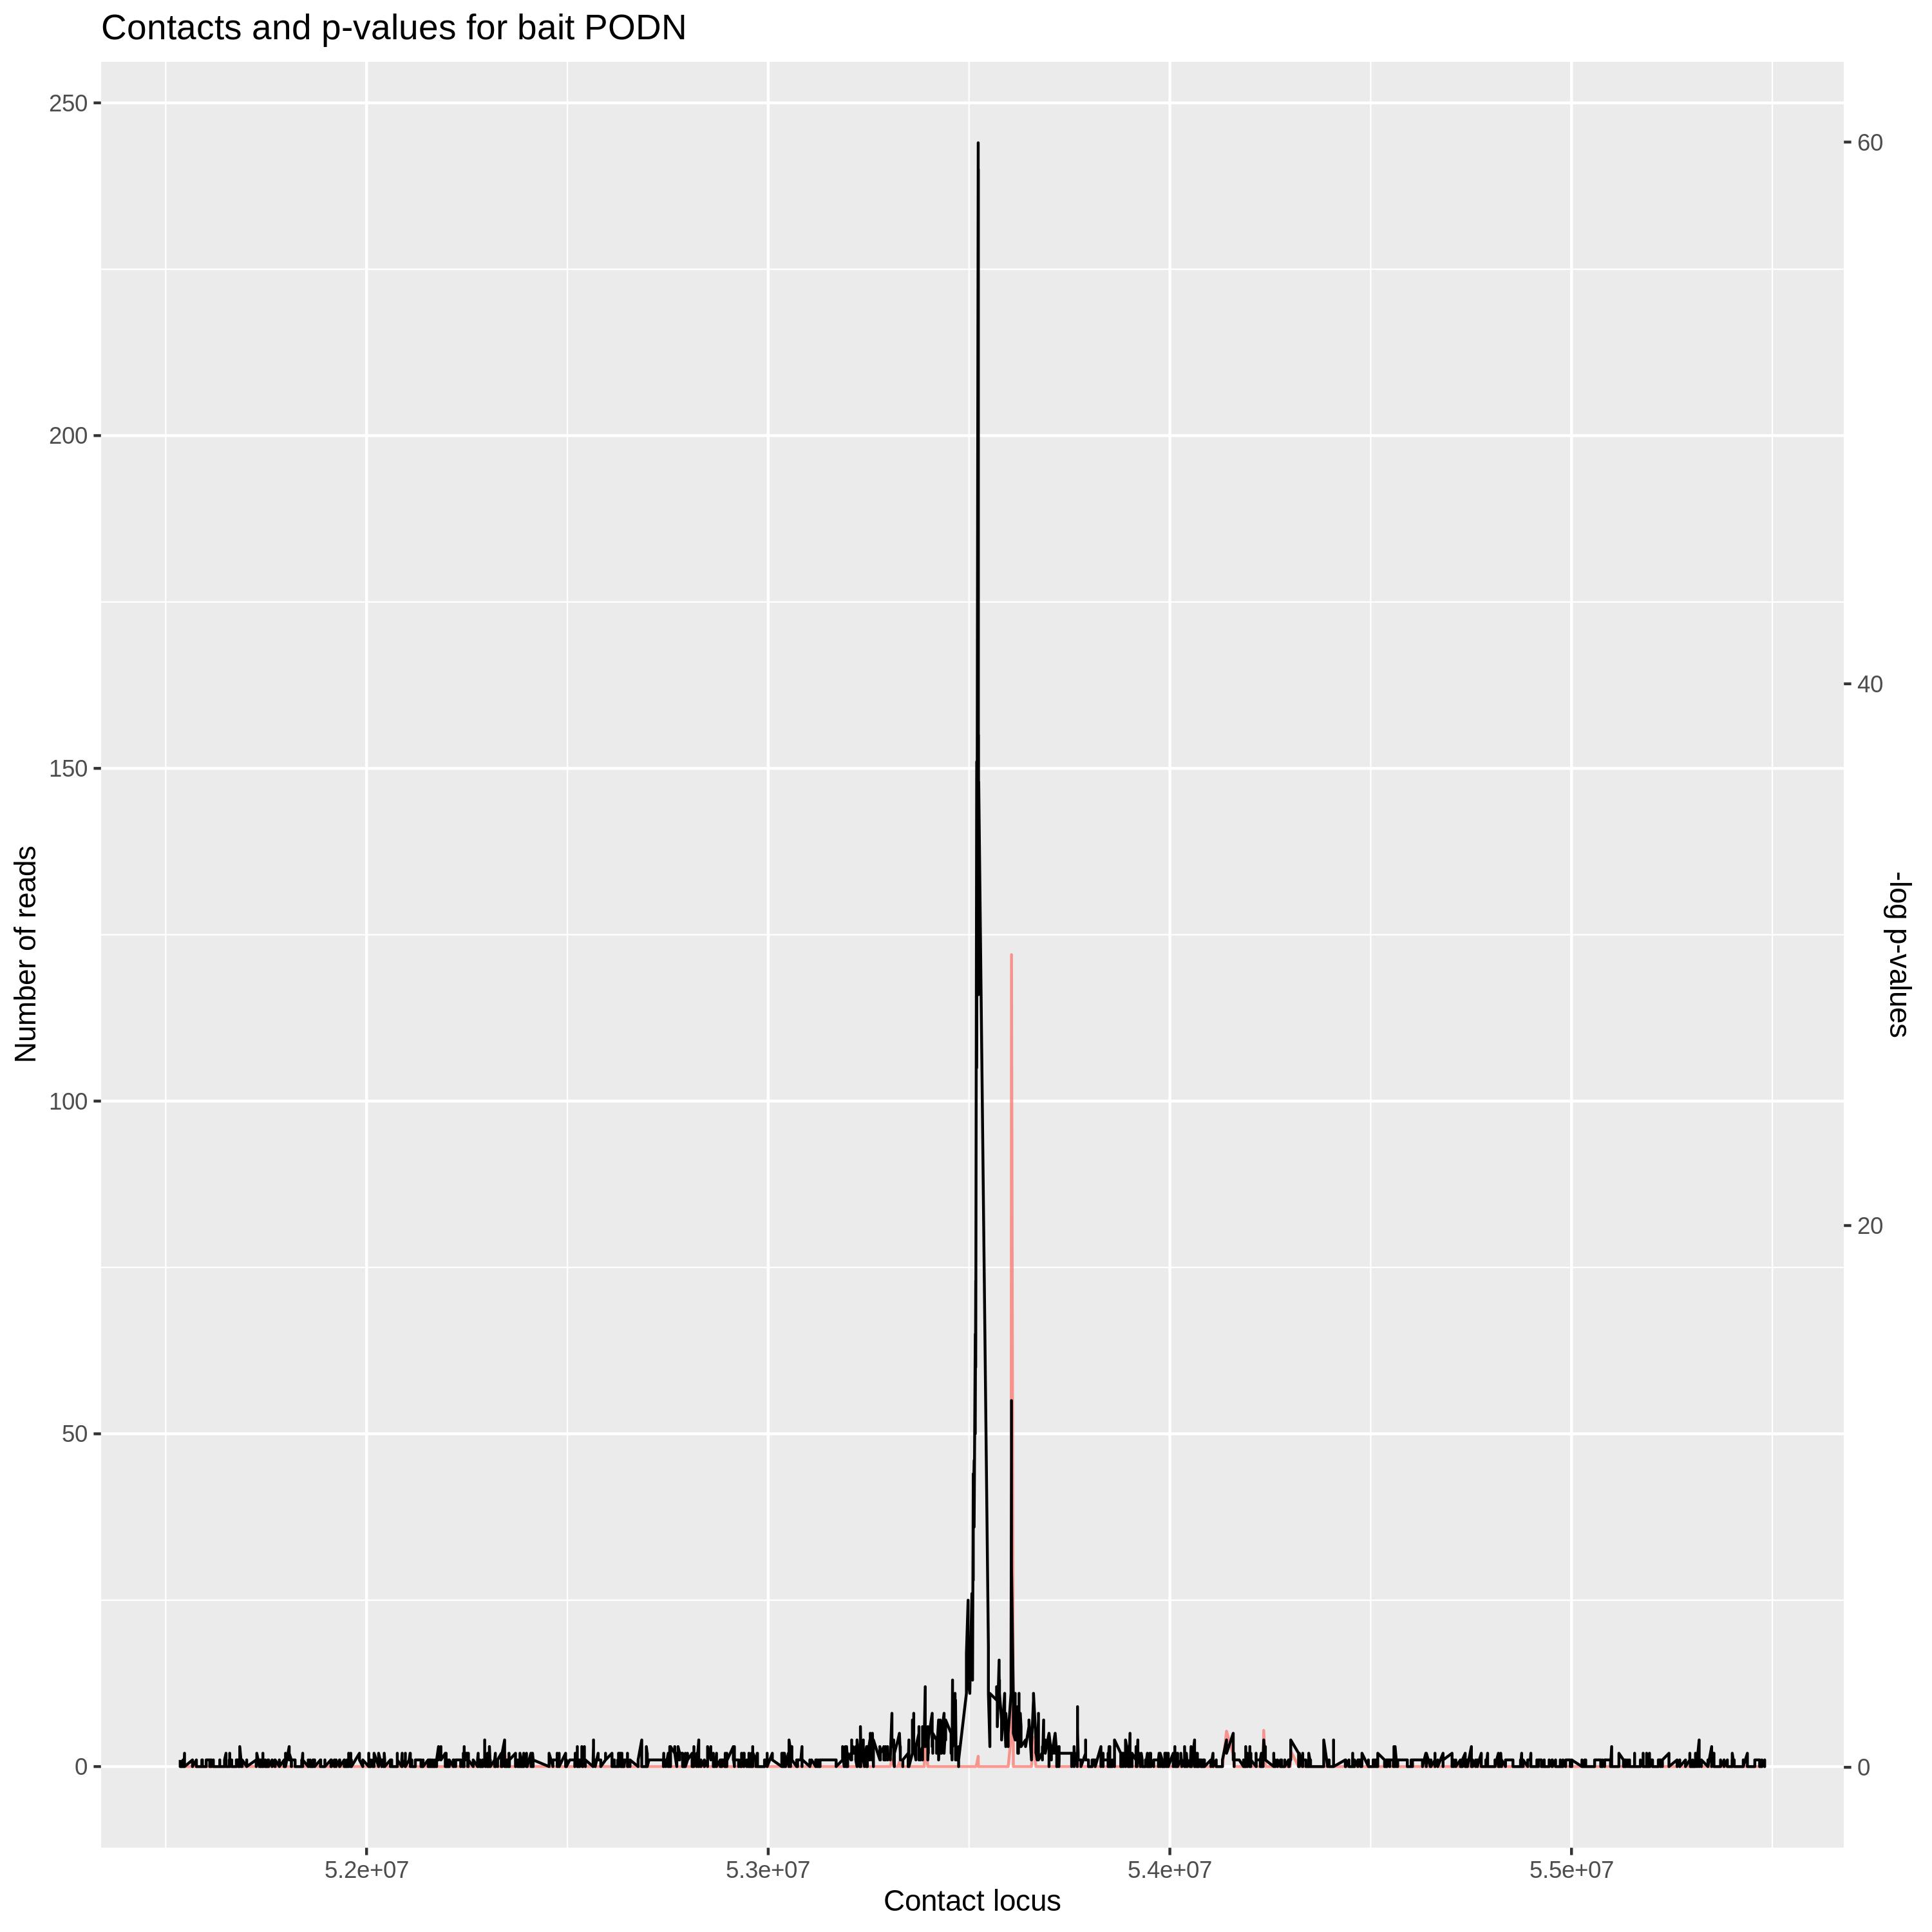 Contacts and p-values for bait PODN
250
200
150
100
50
0
Number of reads
60
40
20
0
-log p-values
5.2e+07
5.3e+07
5.4e+07
5.5e+07
Contact locus